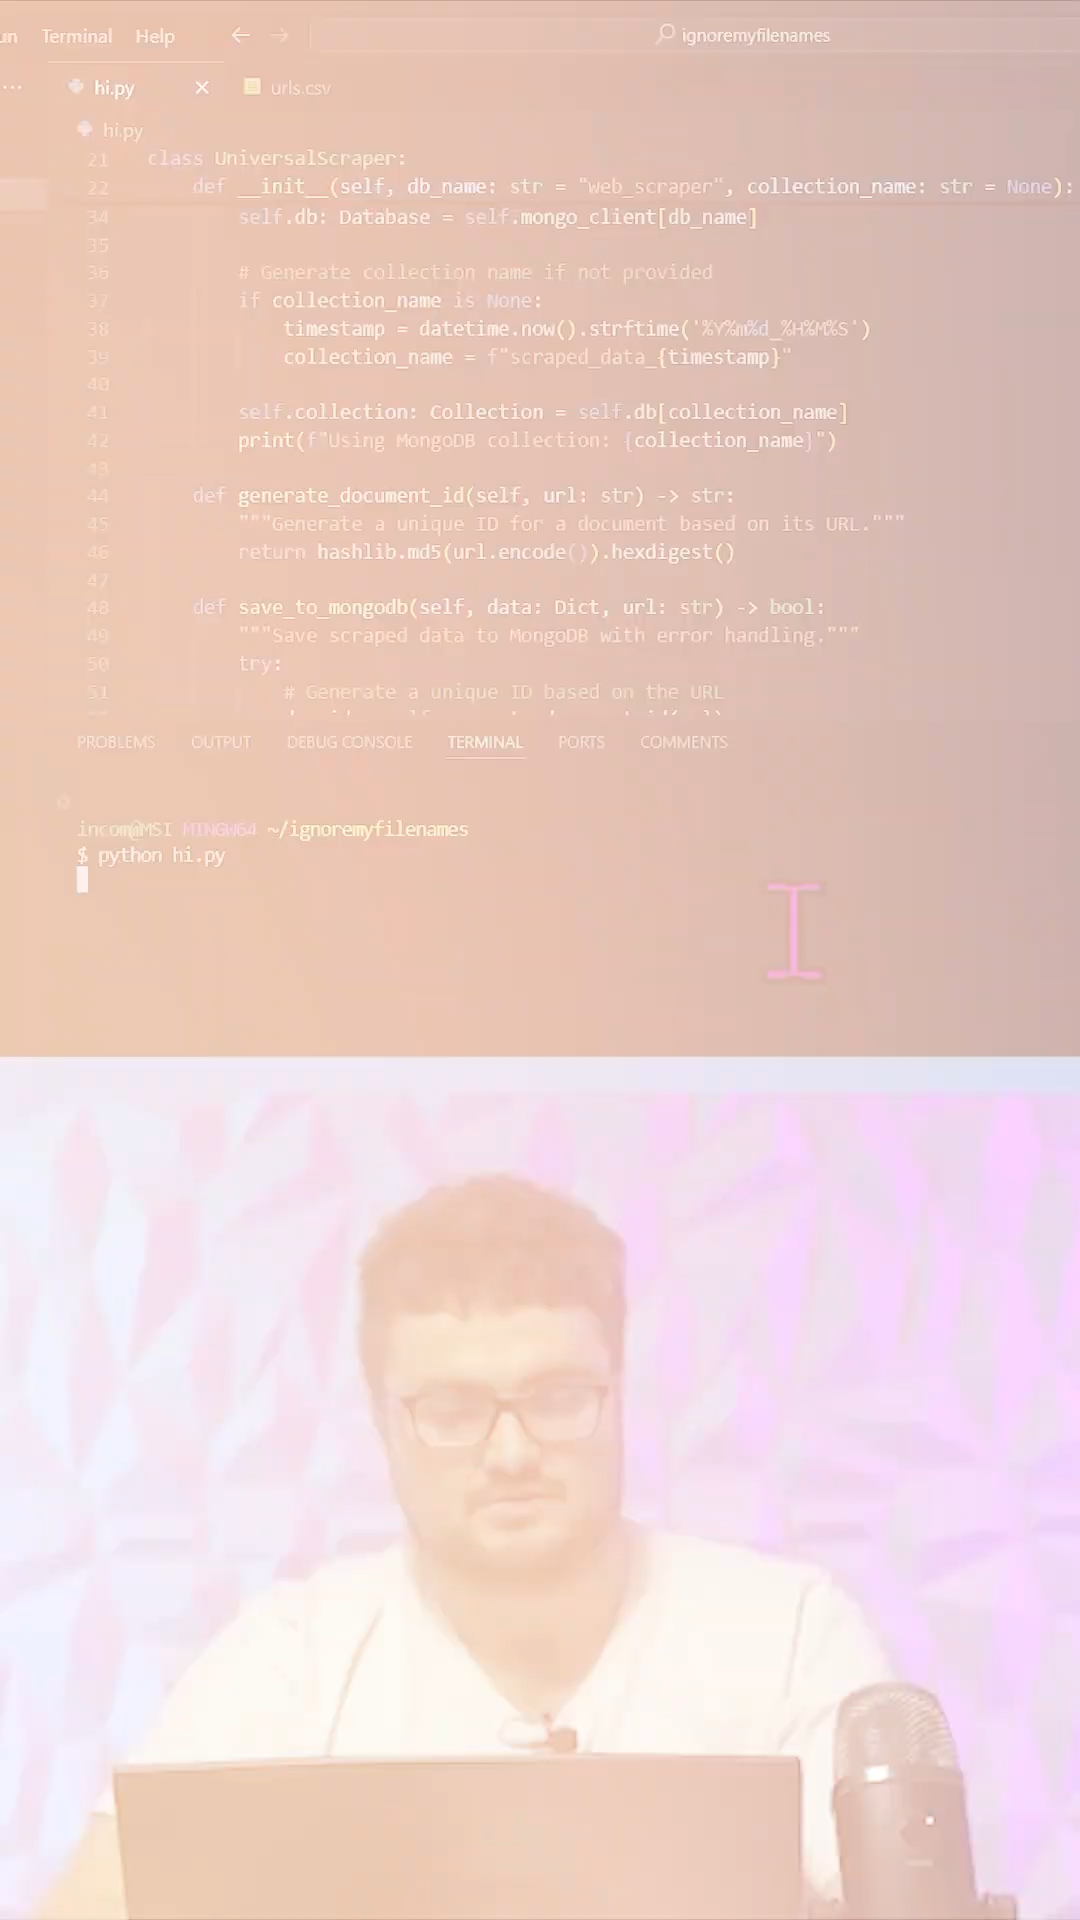 un Terminal Help ← → ignoremyfilenames
... hi.py × urls.csv
hi.py
21 class UniversalScraper:
22 def __init__(self, db_name: str = "web_scraper", collection_name: str = None):
34 self.db: Database = self.mongo_client[db_name]
35
36 # Generate collection name if not provided
37 if collection_name is None:
38 timestamp = datetime.now().strftime('%Y%m%d_%H%M%S')
39 collection_name = f"scraped_data_{timestamp}"
40
41 self.collection: Collection = self.db[collection_name]
42 print(f"Using MongoDB collection: {collection_name}")
43
44 def generate_document_id(self, url: str) -> str:
45 """Generate a unique ID for a document based on its URL."""
46 return hashlib.md5(url.encode()).hexdigest()
47
48 def save_to_mongodb(self, data: Dict, url: str) -> bool:
49 """Save scraped data to MongoDB with error handling."""
50 try:
51 # Generate a unique ID based on the URL
PROBLEMS OUTPUT DEBUG CONSOLE TERMINAL PORTS COMMENTS
incom@MSI MINGW64 ~/ignoremyfilenames
$ python hi.py